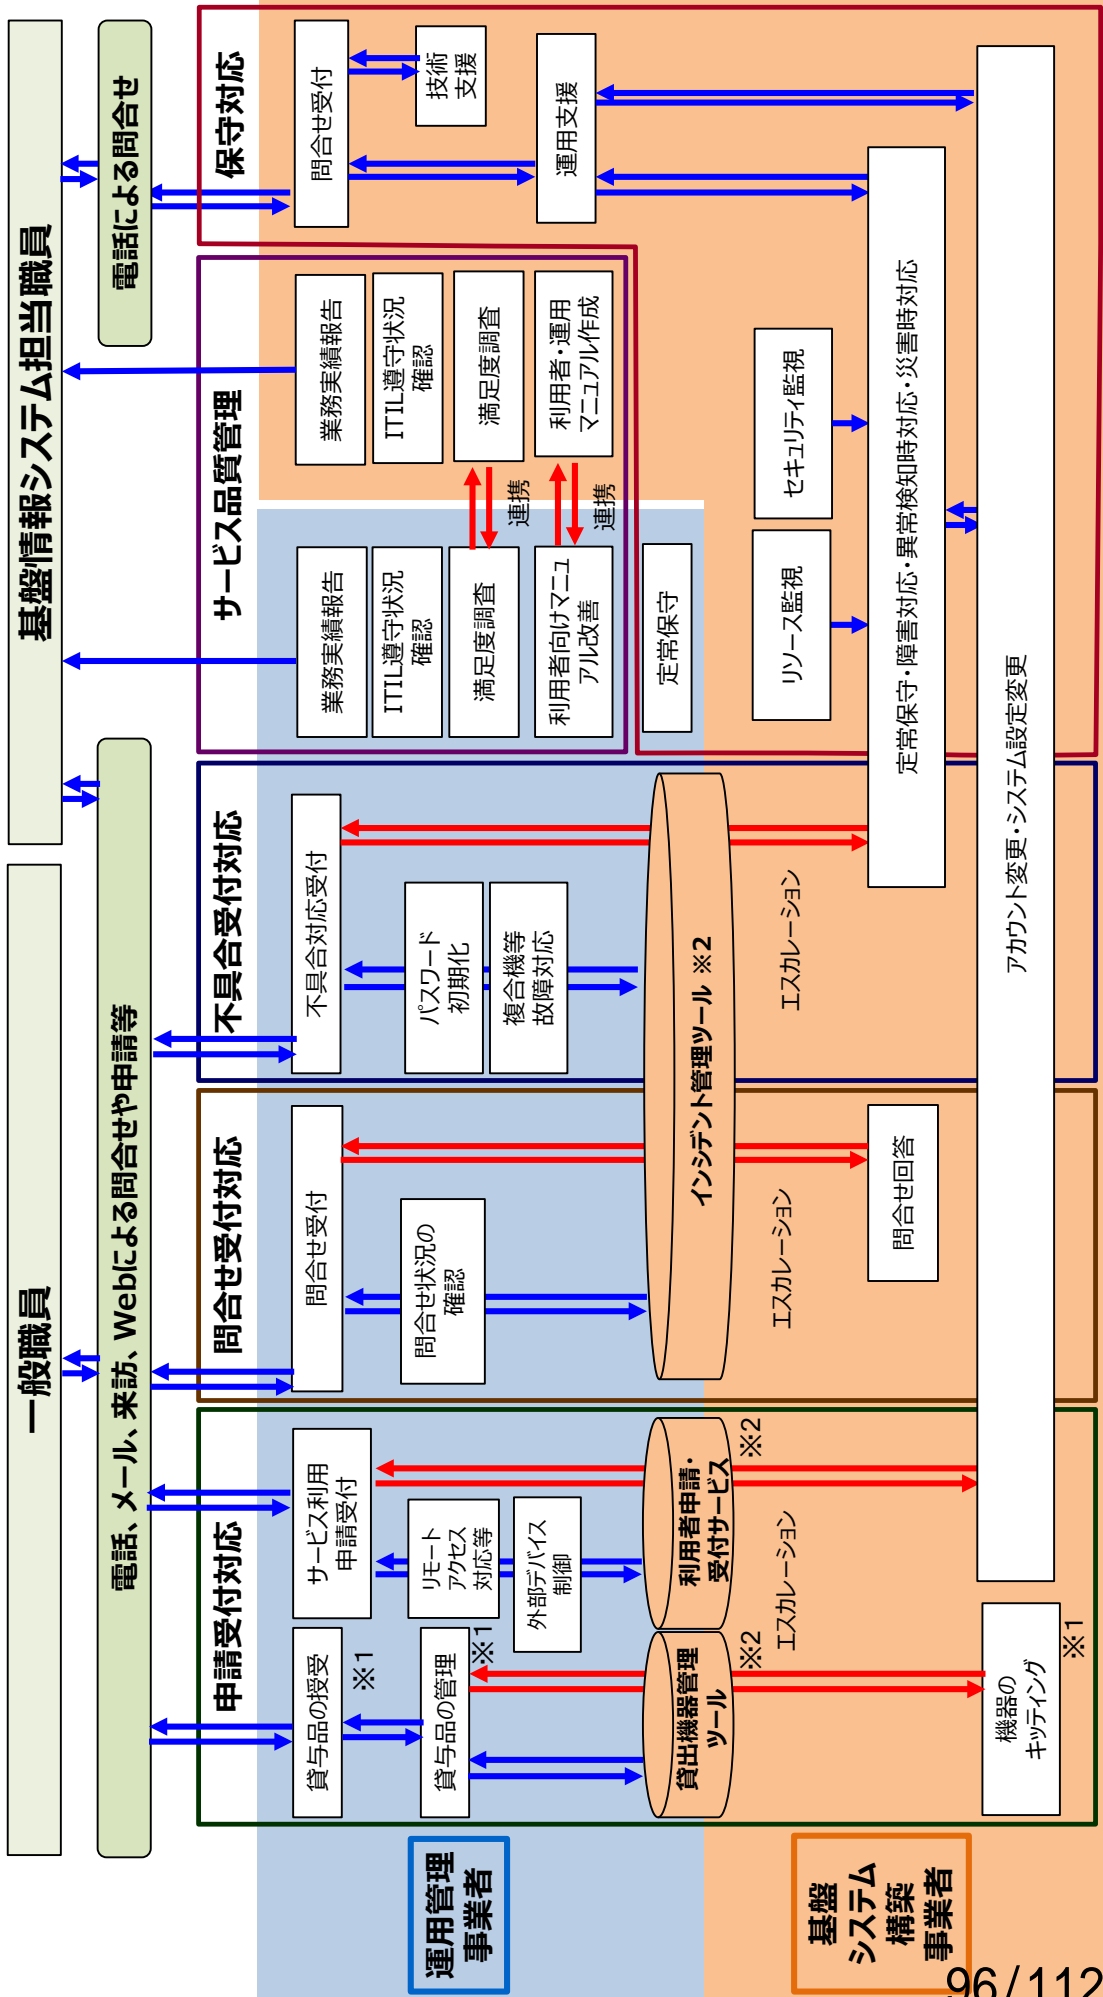 一般職員
基盤情報システム担当職員
電話、メール、来訪、Webによる問合せや申請等
電話による問合せ
申請受付対応
問合せ受付対応
不具合受付対応
サービス品質管理
保守対応
運用管理
事業者
貸与品の授受
※1
貸与品の管理
※1
サービス利用
申請受付
リモート
アクセス
対応等
外部デバイス
制御
貸出機器管理
ツール
※2
利用者申請・
受付サービス
※2
エスカレーション
問合せ受付
問合せ状況の
確認
エスカレーション
不具合対応受付
パスワード
初期化
複合機等
故障対応
インシデント管理ツール ※2
エスカレーション
業務実績報告
ITIL遵守状況
確認
満足度調査
利用者向けマニュ
アル改善
連携
連携
業務実績報告
ITIL遵守状況
確認
満足度調査
利用者・運用
マニュアル作成
問合せ受付
技術
支援
運用支援
定常保守
基盤
システム
構築
事業者
機器の
キッティング
※1
問合せ回答
リソース監視
セキュリティ監視
定常保守・障害対応・異常検知時対応・災害時対応
アカウント変更・システム設定変更
96/112